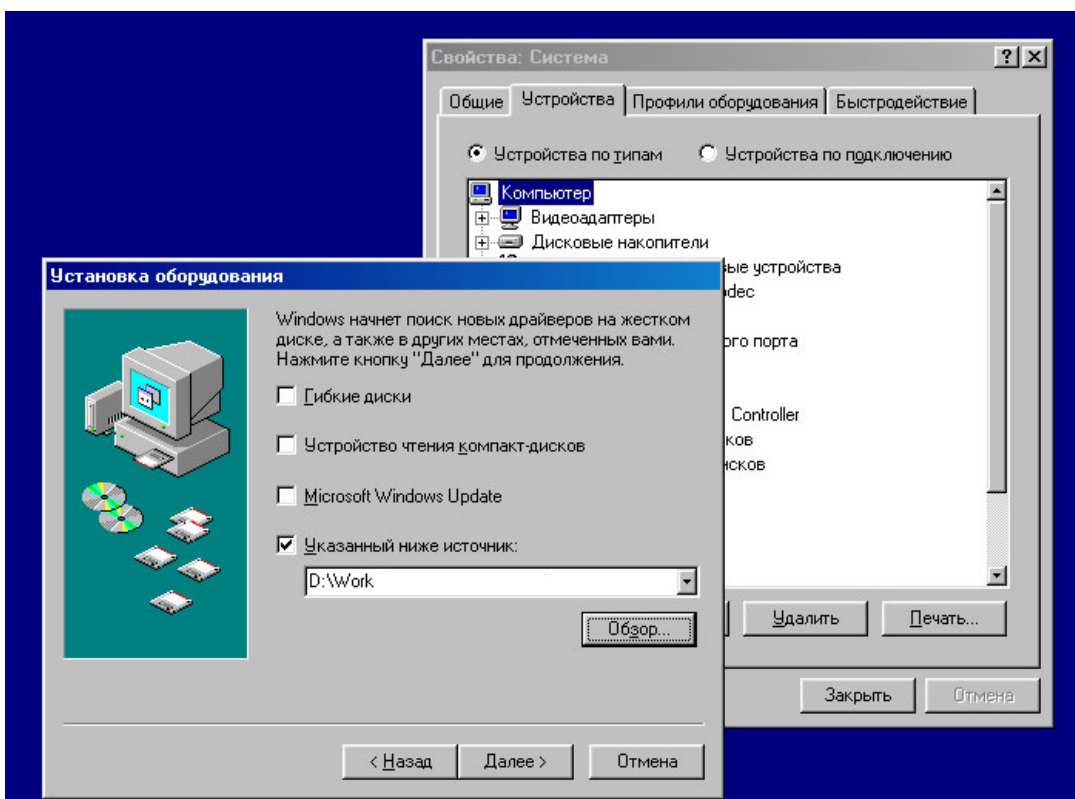 Свойства: Система
Общие
Устройства
Профили оборудования
Быстродействие
Устройства по типам
Устройства по подключению
Компьютер
Видеоадаптеры
Дисковые накопители
ые устройства
dec
ого порта
Controller
ков
исков
Удалить
Печать...
Закрыть
Отмена
Установка оборудования
Windows начнет поиск новых драйверов на жестком
диске, а также в других местах, отмеченных вами.
Нажмите кнопку "Далее" для продолжения.
Гибкие диски
Устройство чтения компакт-дисков
Microsoft Windows Update
Указанный ниже источник:
D:\Work
Обзор...
< Назад
Далее >
Отмена